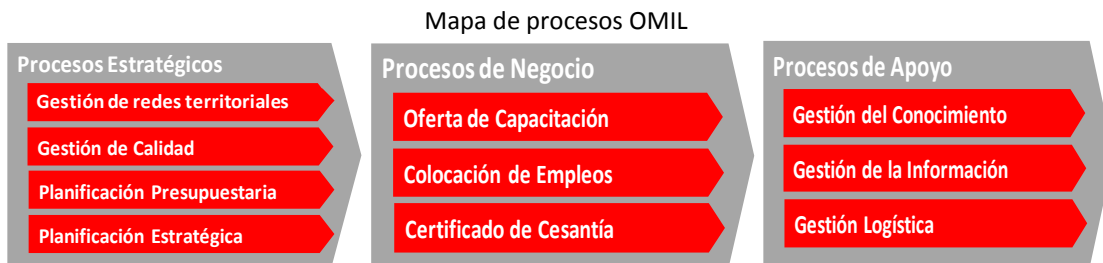 Mapa de procesos OMIL
Procesos Estratégicos
Gestión de redes territoriales
Gestión de Calidad
Planificación Presupuestaria
Planificación Estratégica
Procesos de Negocio
Oferta de Capacitación
Colocación de Empleos
Certificado de Cesantía
Procesos de Apoyo
Gestión del Conocimiento
Gestión de la Información
Gestión Logística